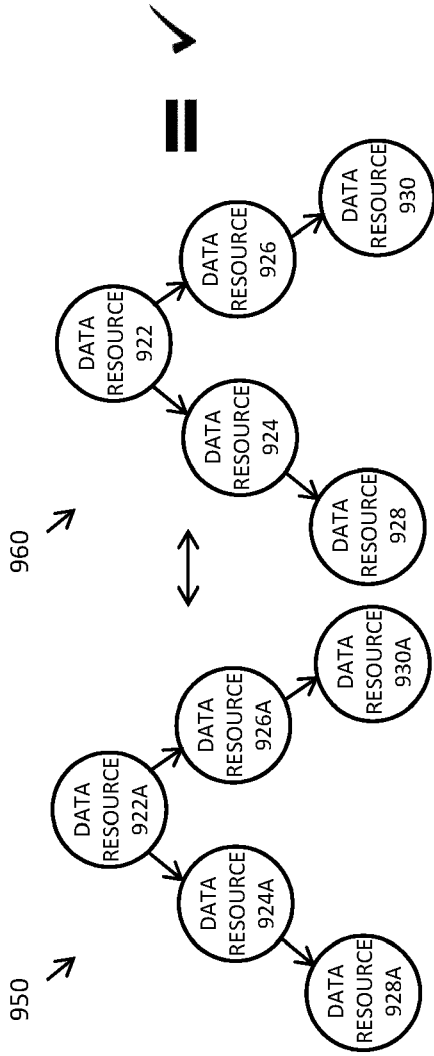 950
960
DATA
RESOURCE
922A
DATA
RESOURCE
924A
DATA
RESOURCE
926A
DATA
RESOURCE
928A
DATA
RESOURCE
930A
DATA
RESOURCE
922
DATA
RESOURCE
924
DATA
RESOURCE
926
DATA
RESOURCE
928
DATA
RESOURCE
930
=